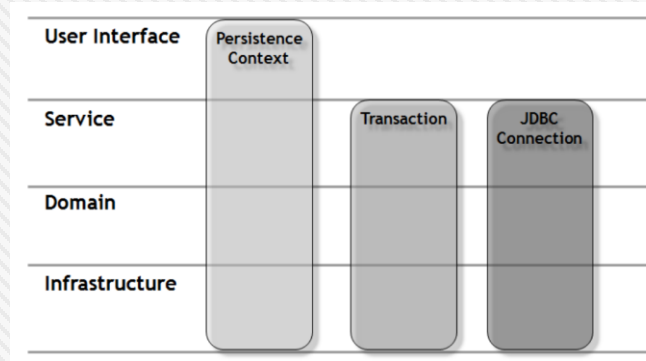 User Interface
Persistence
Context
Service
Transaction
JDBC
Connection
Domain
Infrastructure